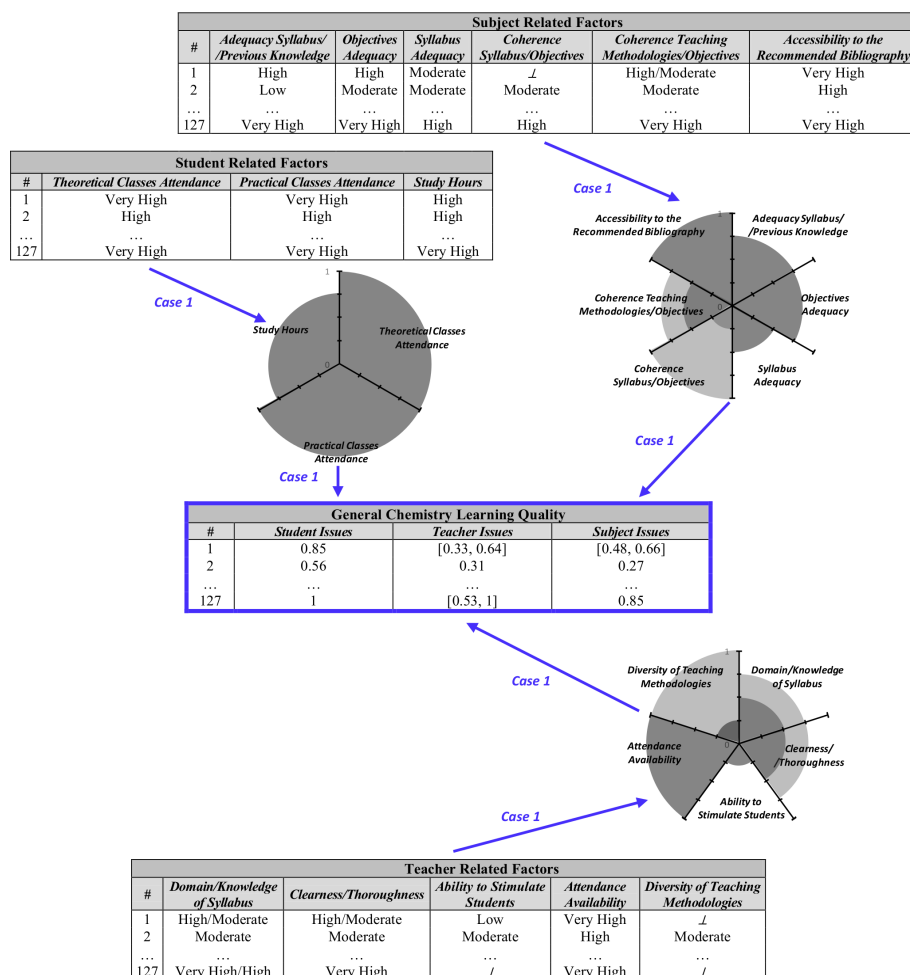 Subject Related Factors
# Adequacy Syllabus/ /Previous Knowledge Objectives Adequacy Syllabus Adequacy Coherence Syllabus/Objectives Coherence Teaching Methodologies/Objectives Accessibility to the Recommended Bibliography
1 High High Moderate ⊥ High/Moderate Very High
2 Low Moderate Moderate Moderate Moderate High
… … … … … … …
127 Very High Very High High High Very High Very High
Student Related Factors
# Theoretical Classes Attendance Practical Classes Attendance Study Hours
1 Very High Very High High
2 High High High
… … … …
127 Very High Very High Very High
Case 1
Case 1
1
Accessibility to the
Recommended Bibliography
Adequacy Syllabus/
/Previous Knowledge
Coherence Teaching
Methodologies/Objectives
0
Objectives
Adequacy
Coherence
Syllabus/Objectives
Syllabus
Adequacy
1
Study Hours
Theoretical Classes
Attendance
0
Practical Classes
Attendance
Case 1
Case 1
General Chemistry Learning Quality
# Student Issues Teacher Issues Subject Issues
1 0.85 [0.33, 0.64] [0.48, 0.66]
2 0.56 0.31 0.27
… … … …
127 1 [0.53, 1] 0.85
Case 1
1
Diversity of Teaching
Methodologies
Domain/Knowledge
of Syllabus
Attendance
Availability
0
Clearness/
/Thoroughness
Ability to
Stimulate Students
Case 1
Teacher Related Factors
# Domain/Knowledge of Syllabus Clearness/Thoroughness Ability to Stimulate Students Attendance Availability Diversity of Teaching Methodologies
1 High/Moderate High/Moderate Low Very High ⊥
2 Moderate Moderate Moderate High Moderate
… … … … … …
127 Very High/High Very High Very High